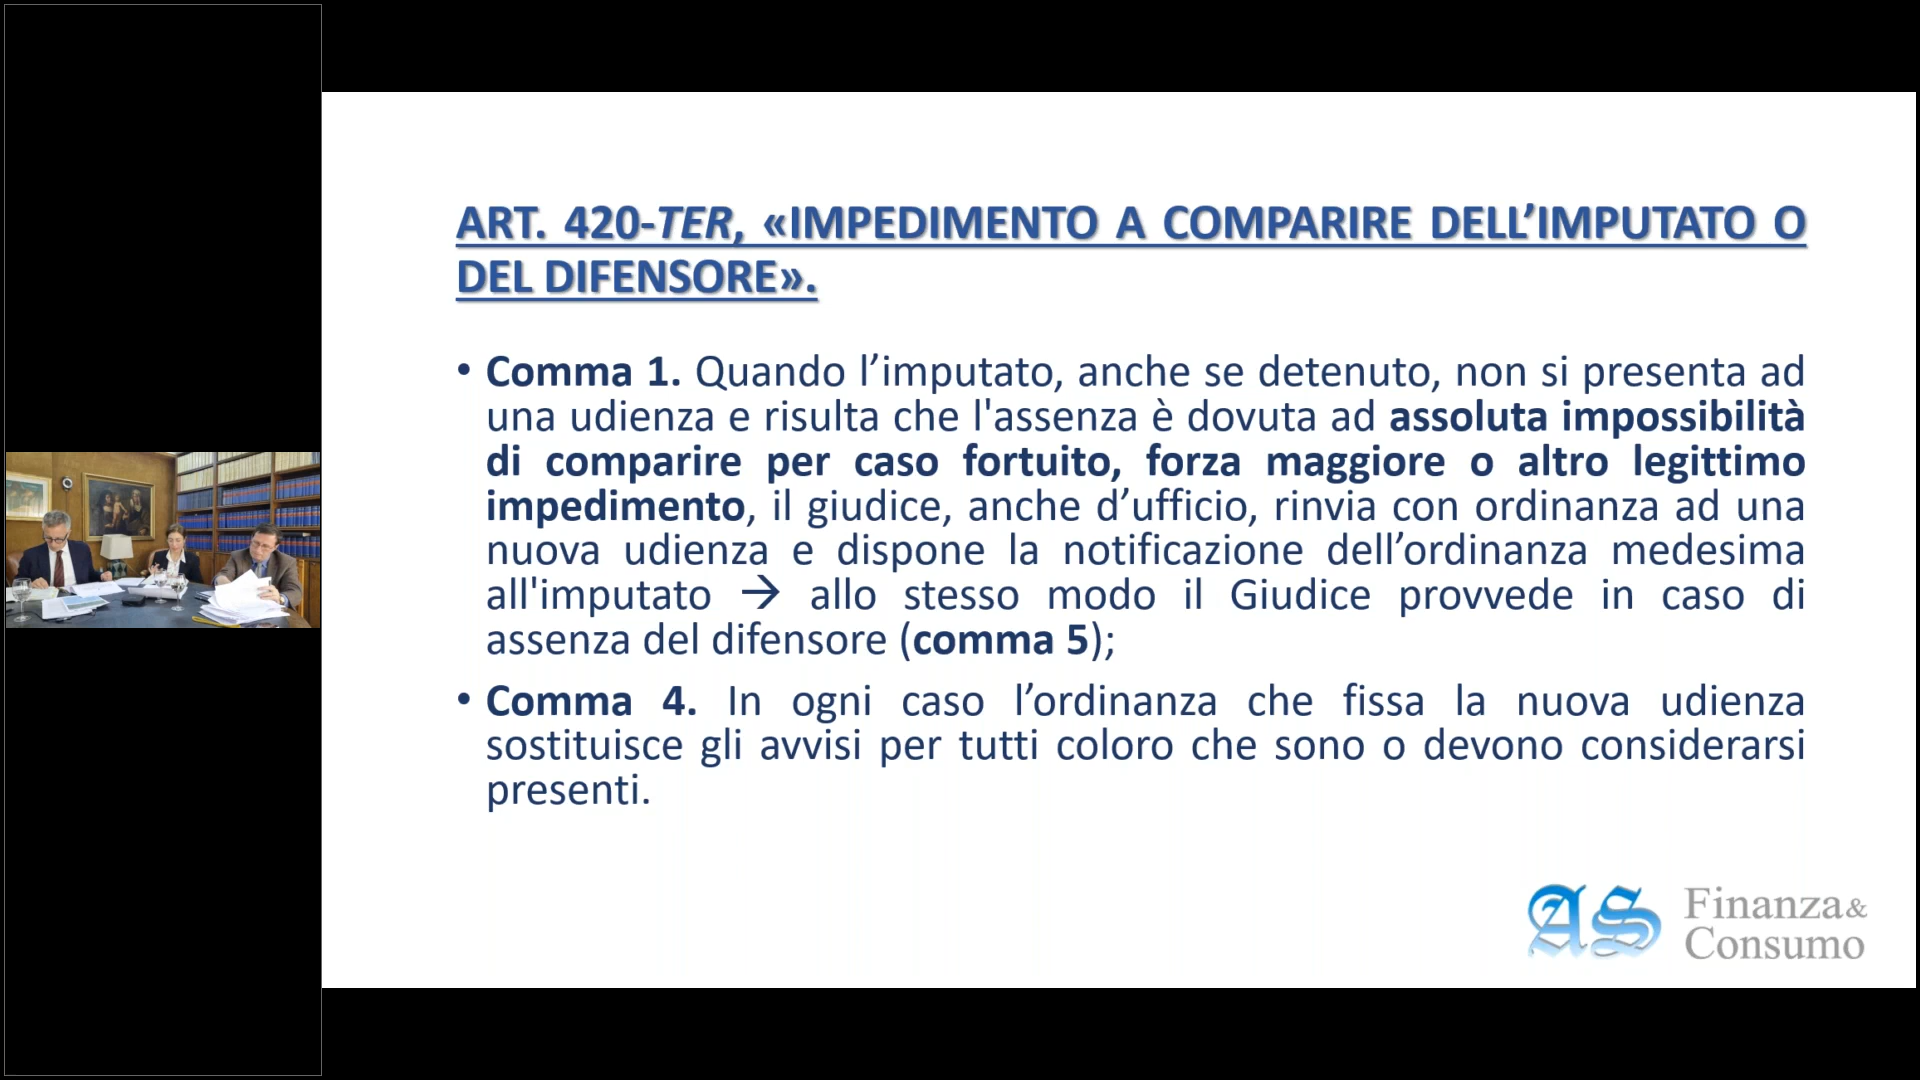 ART. 420-TER, «IMPEDIMENTO A COMPARIRE DELL’IMPUTATO O
DEL DIFENSORE».
• Comma 1. Quando l’imputato, anche se detenuto, non si presenta ad
una udienza e risulta che l'assenza è dovuta ad assoluta impossibilità
di comparire per caso fortuito, forza maggiore o altro legittimo
impedimento, il giudice, anche d’ufficio, rinvia con ordinanza ad una
nuova udienza e dispone la notificazione dell’ordinanza medesima
all'imputato → allo stesso modo il Giudice provvede in caso di
assenza del difensore (comma 5);
• Comma 4. In ogni caso l’ordinanza che fissa la nuova udienza
sostituisce gli avvisi per tutti coloro che sono o devono considerarsi
presenti.
AS Finanza&
Consumo